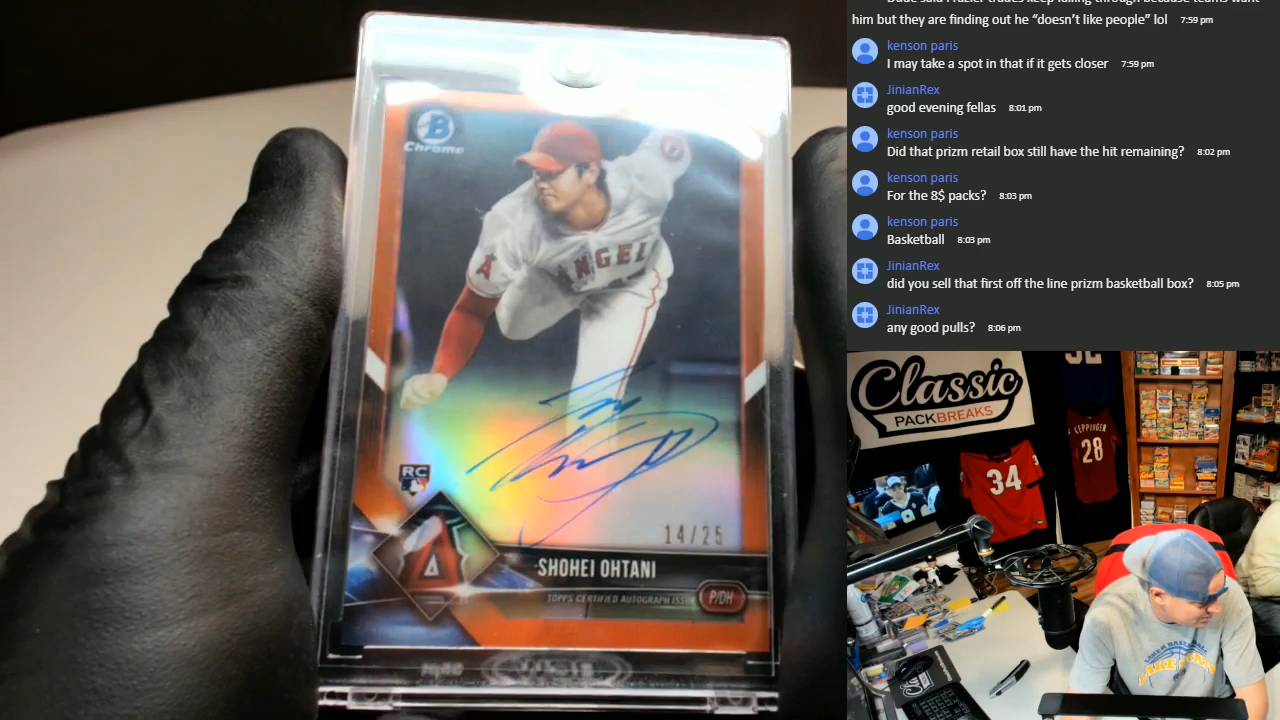 him but they are finding out he “doesn’t like people” lol 7:59 pm
kenson paris
I may take a spot in that if it gets closer 7:59 pm
JinianRex
good evening fellas 8:01 pm
kenson paris
Did that prizm retail box still have the hit remaining? 8:02 pm
kenson paris
For the 8$ packs? 8:03 pm
kenson paris
Basketball 8:03 pm
JinianRex
did you sell that first off the line prizm basketball box? 8:05 pm
JinianRex
any good pulls? 8:06 pm
B
Chrome
A
ANGEL
RC
14/25
A
SHOHEI OHTANI
TOPPS CERTIFIED AUTOGRAPH ISS
P/DH
Classic
PACKBREAKS
34
LEPPINGER
28